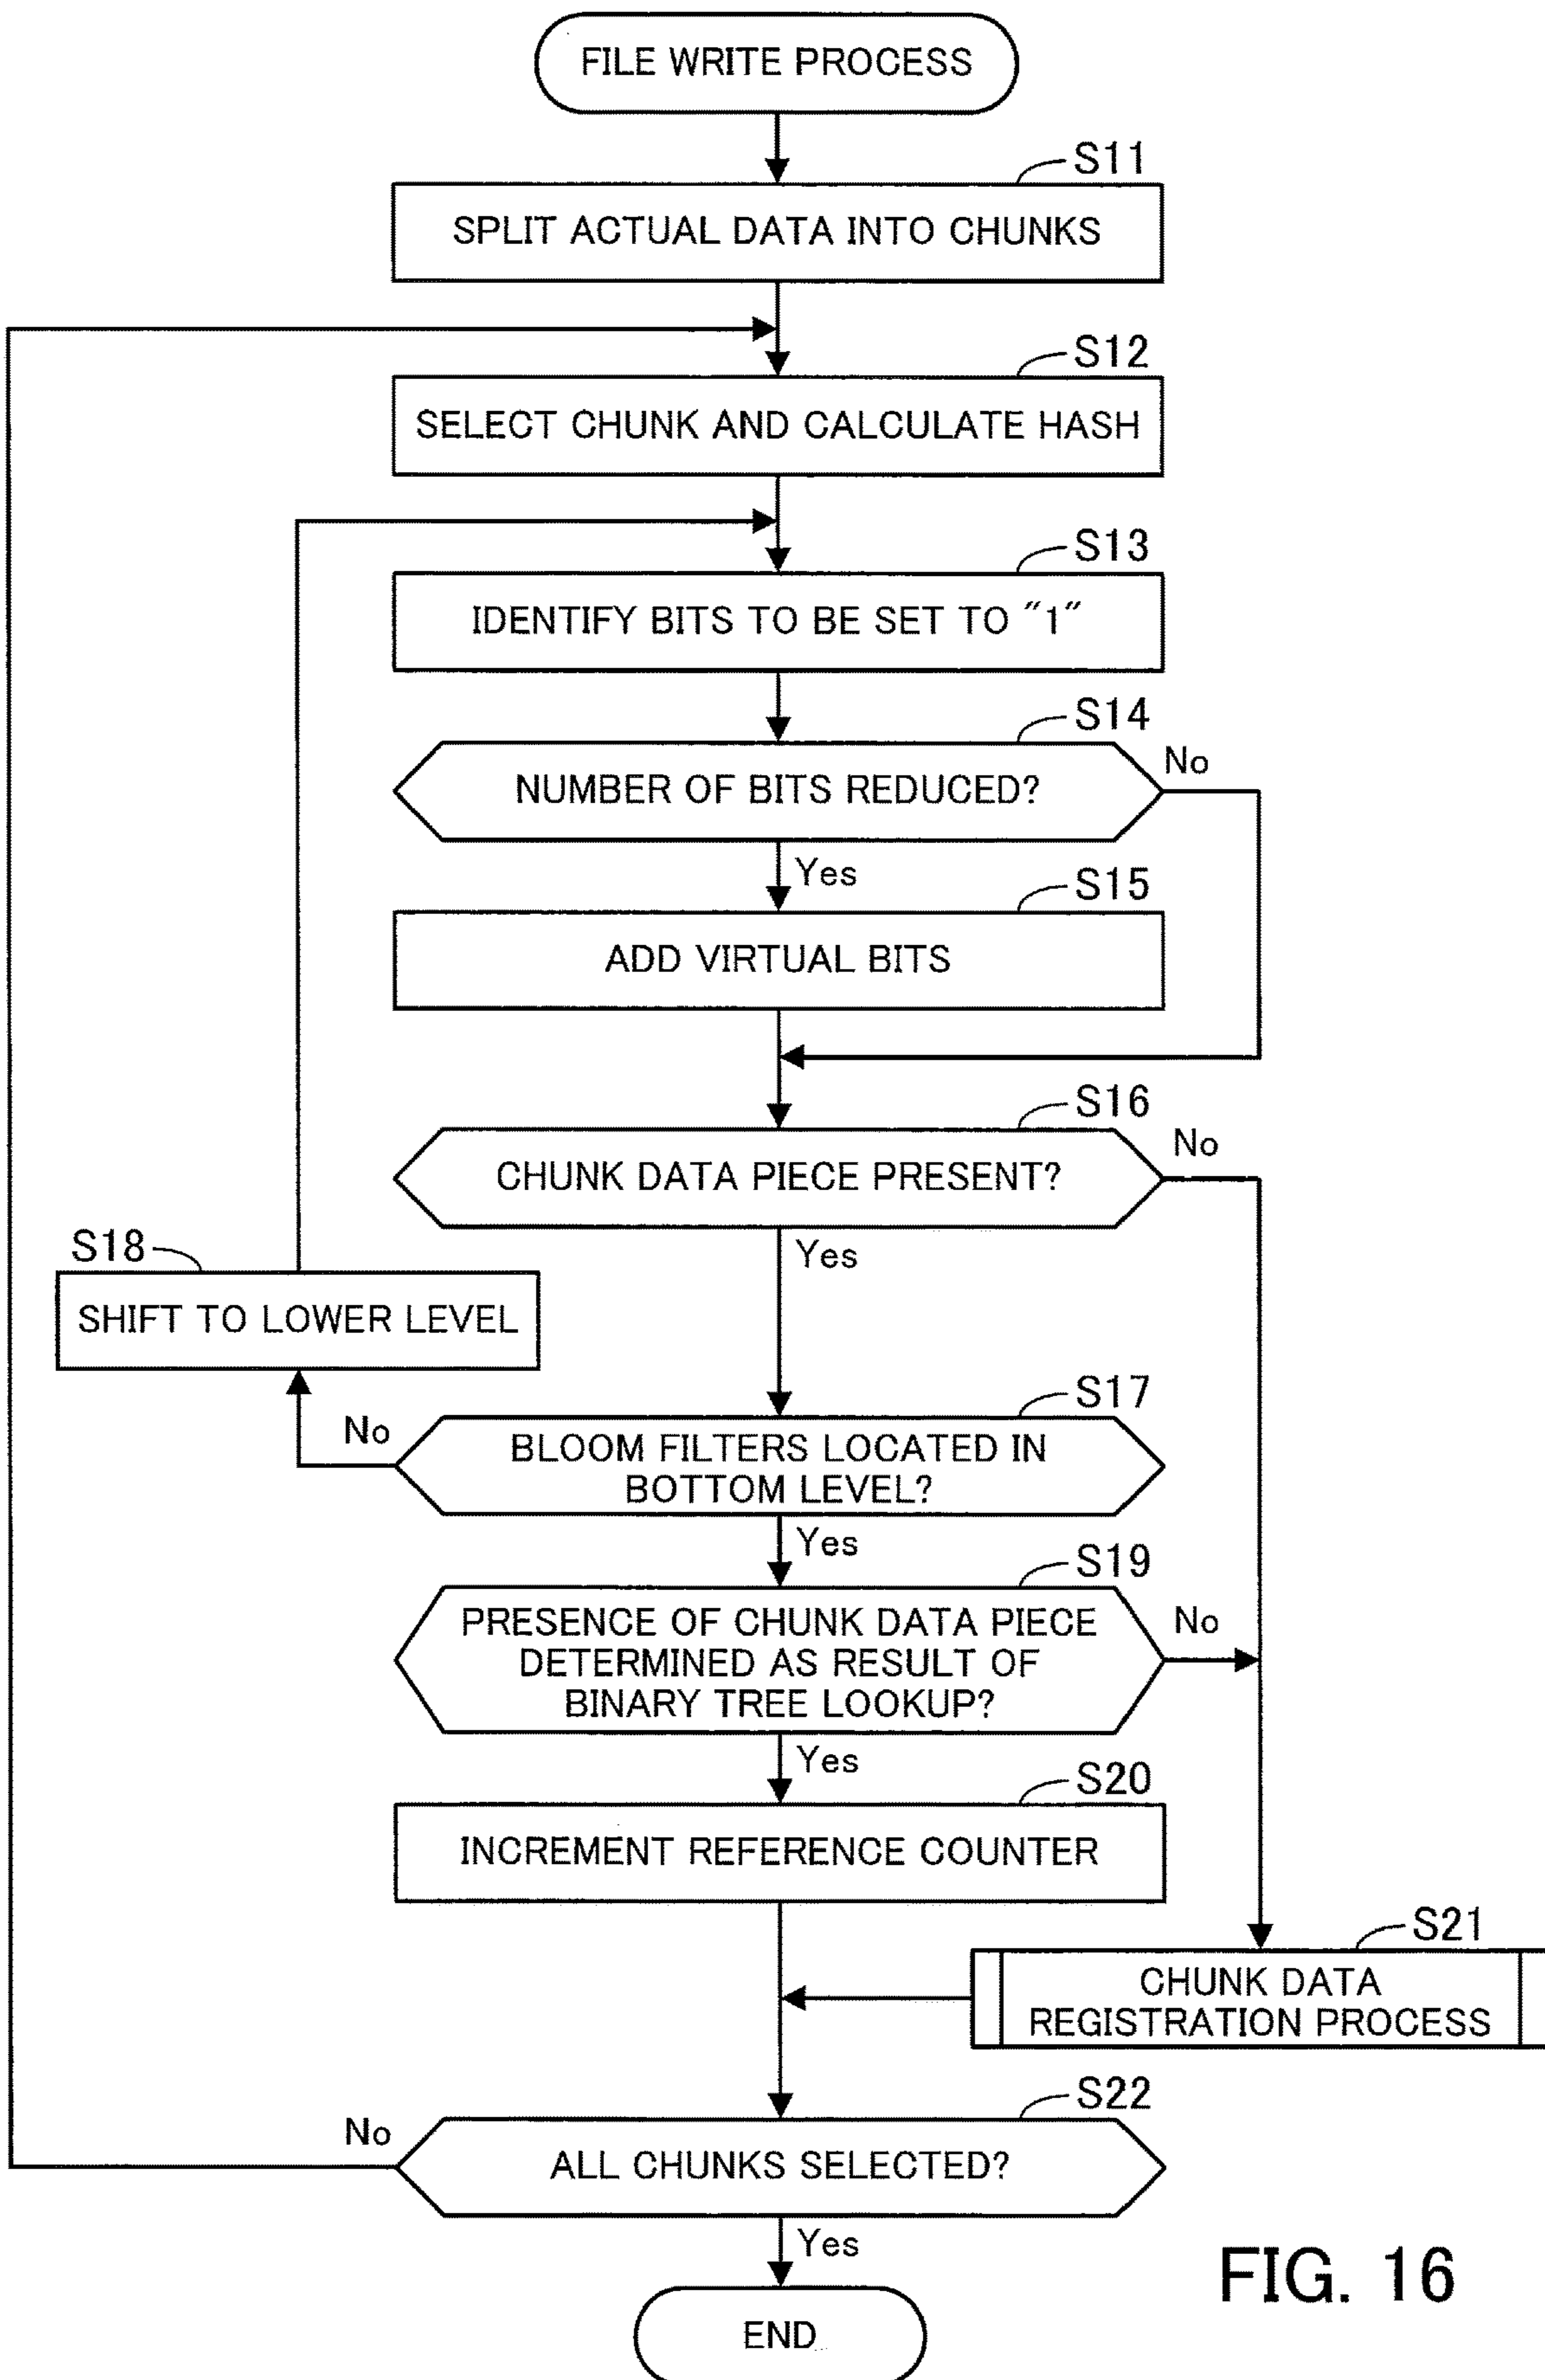 FILE WRITE PROCESS
S11
SPLIT ACTUAL DATA INTO CHUNKS
S12
SELECT CHUNK AND CALCULATE HASH
S13
IDENTIFY BITS TO BE SET TO "1"
S14
NUMBER OF BITS REDUCED?
No
Yes
S15
ADD VIRTUAL BITS
S16
CHUNK DATA PIECE PRESENT?
No
Yes
S18
SHIFT TO LOWER LEVEL
S17
No
BLOOM FILTERS LOCATED IN
BOTTOM LEVEL?
Yes
S19
PRESENCE OF CHUNK DATA PIECE
DETERMINED AS RESULT OF
BINARY TREE LOOKUP?
No
Yes
S20
INCREMENT REFERENCE COUNTER
S21
CHUNK DATA
REGISTRATION PROCESS
S22
No
ALL CHUNKS SELECTED?
Yes
END
FIG. 16